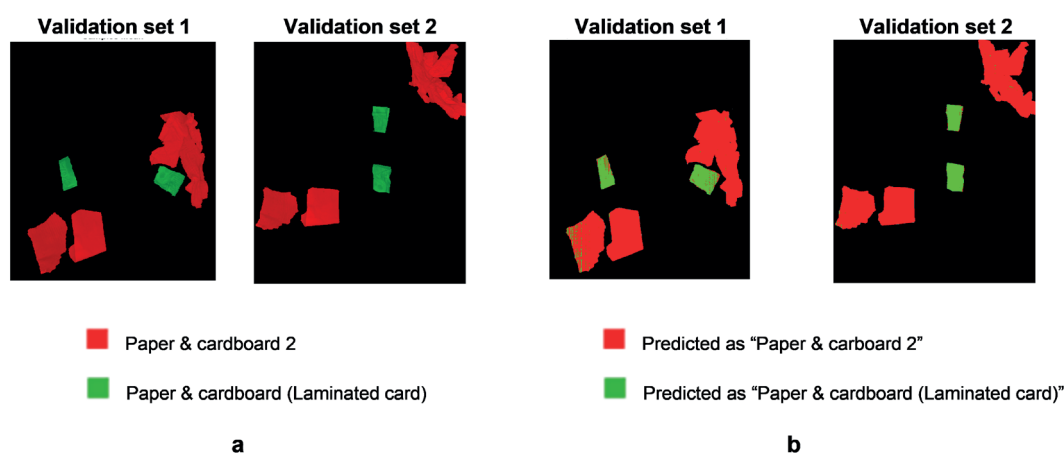 Validation set 1
Validation set 2
Validation set 1
Validation set 2
Paper & cardboard 2
Paper & cardboard (Laminated card)
Predicted as “Paper & carboard 2”
Predicted as “Paper & cardboard (Laminated card)”
a
b